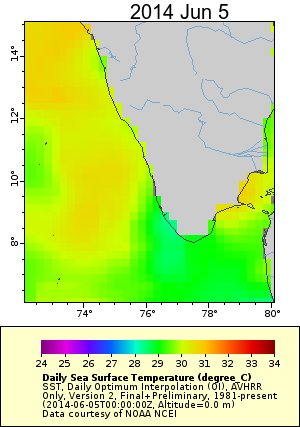 2014 Jun 5
14°
12°
10°
8°
74° 76° 78° 80°
24 25 26 27 28 29 30 31 32 33 34
Daily Sea Surface Temperature (degree_C)
SST, Daily Optimum Interpolation (OI), AVHRR
Only, Version 2, Final+Preliminary, 1981-present
(2014-06-05T00:00:00Z, Altitude=0.0 m)
Data courtesy of NOAA NCEI